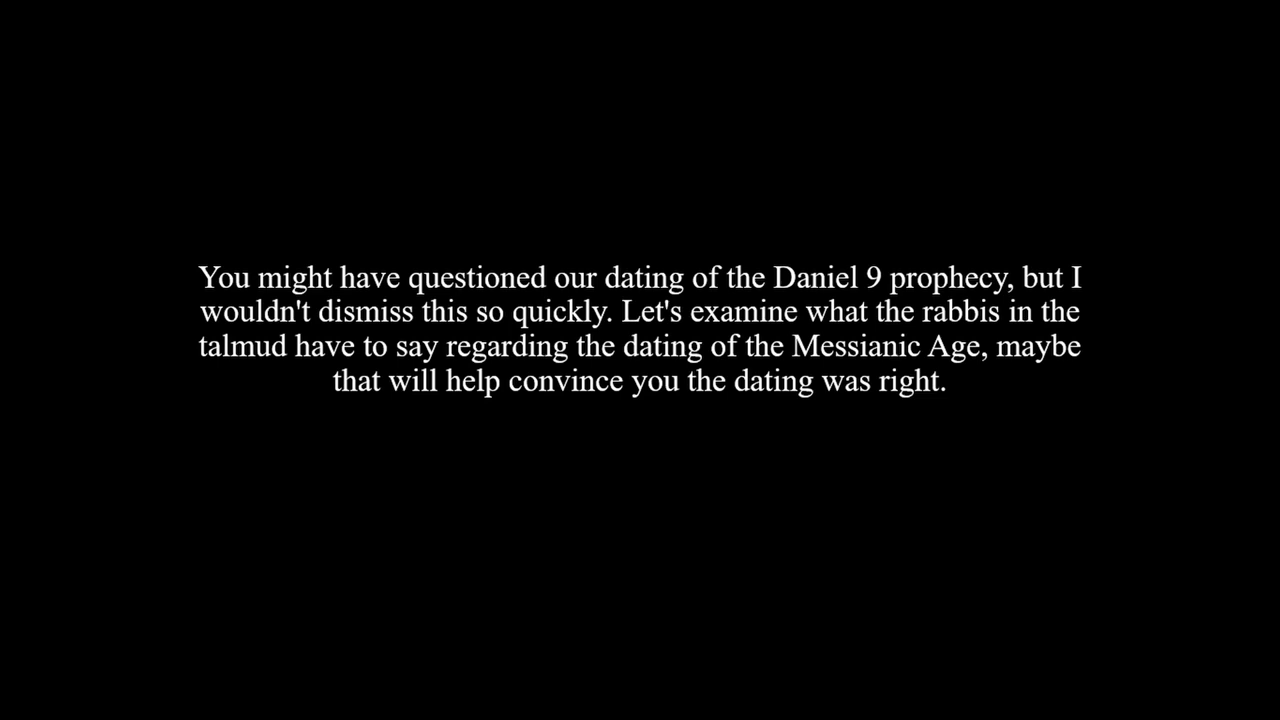 You might have questioned our dating of the Daniel 9 prophecy, but I
wouldn't dismiss this so quickly. Let's examine what the rabbis in the
talmud have to say regarding the dating of the Messianic Age, maybe
that will help convince you the dating was right.